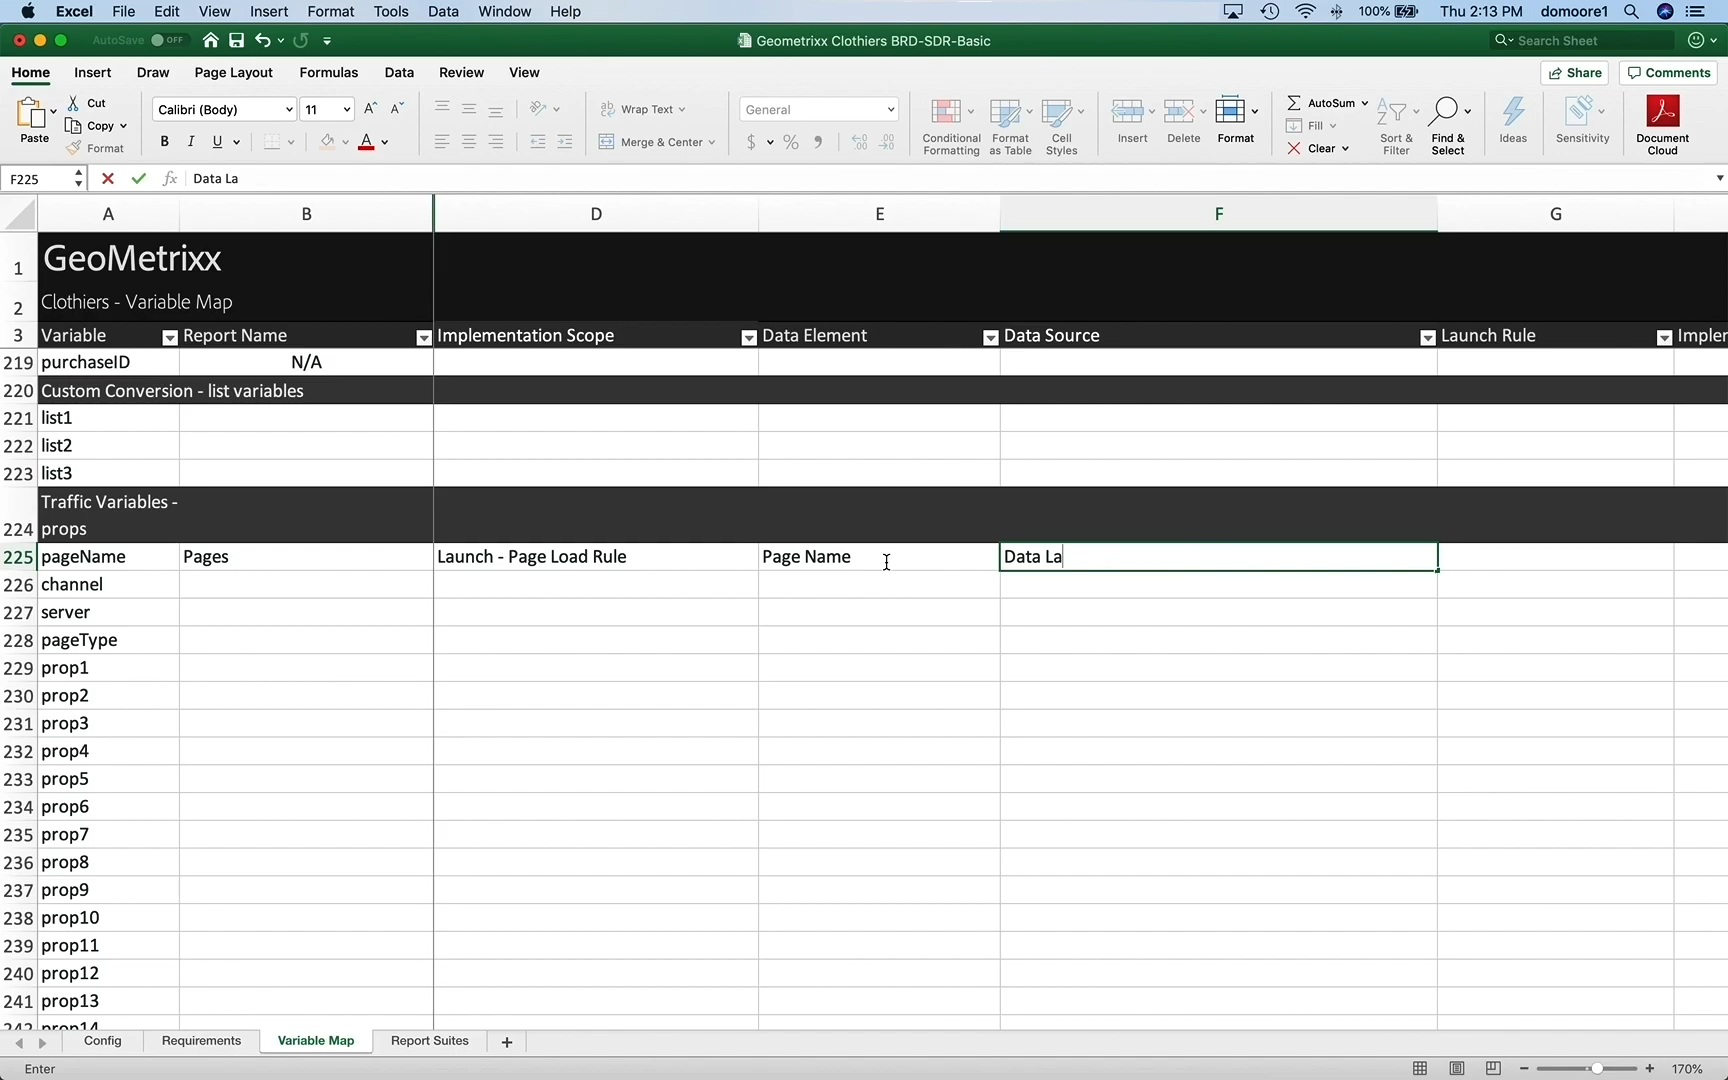 Excel File Edit View Insert Format Tools Data Window Help 100% Thu 2:13 PM domoore1
AutoSave OFF Geometrixx Clothiers BRD-SDR-Basic Search Sheet
Home Insert Draw Page Layout Formulas Data Review View Share Comments
Paste Cut Copy Format
Calibri (Body) 11 B I U A
Wrap Text Merge & Center
General $ %
Conditional Formatting
Format as Table
Cell Styles
Insert Delete Format
AutoSum Fill Clear
Sort & Filter
Find & Select
Ideas Sensitivity
Document Cloud
F225 fx Data La
A B D E F G
1 GeoMetrixx
2 Clothiers - Variable Map
3 Variable Report Name Implementation Scope Data Element Data Source Launch Rule Impler
219 purchaseID N/A
220 Custom Conversion - list variables
221 list1
222 list2
223 list3
Traffic Variables -
224 props
225 pageName Pages Launch - Page Load Rule Page Name Data La
226 channel
227 server
228 pageType
229 prop1
230 prop2
231 prop3
232 prop4
233 prop5
234 prop6
235 prop7
236 prop8
237 prop9
238 prop10
239 prop11
240 prop12
241 prop13
242 prop14
Config Requirements Variable Map Report Suites +
Enter 170%